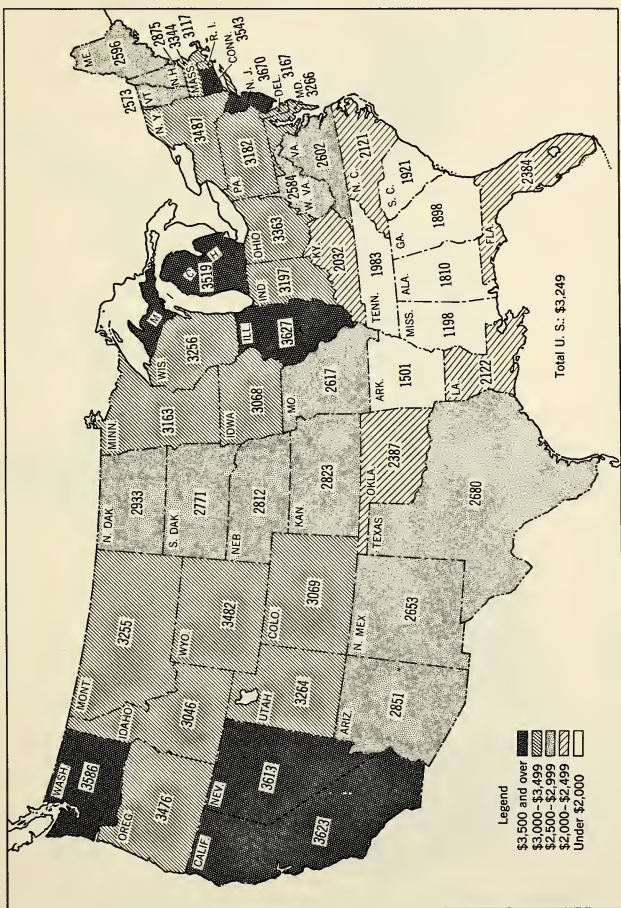 WASH.
3586
OREG.
3476
CALIF.
3623
NEV.
3613
IDAHO
3046
MONT.
3255
WYO.
3482
UTAH
3264
COLO.
3069
ARIZ.
2851
N. MEX.
2653
N. DAK.
2933
S. DAK.
2771
NEB.
2812
KAN.
2823
OKLA.
2387
TEXAS
2680
MINN.
3163
IOWA
3068
MO.
2617
ARK.
1501
LA.
2122
WIS.
3256
ILL.
3627
M
I
C
H
3519
IND.
3197
OHIO
3363
KY.
2032
TENN.
1983
MISS.
1198
ALA.
1810
GA.
1898
FLA.
2384
S. C.
1921
N. C.
2121
VA.
2602
W. VA.
2584
PA.
3182
N. Y.
3487
VT.
2573
N.H.
2875
ME.
2596
MASS.
3344
R. I.
3117
CONN.
3543
N. J.
3670
DEL.
3167
MD.
3266
Total U. S.: $3,249
Legend
$3,500 and over
$3,000-$3,499
$2,500-$2,999
$2,000-$2,499
Under $2,000